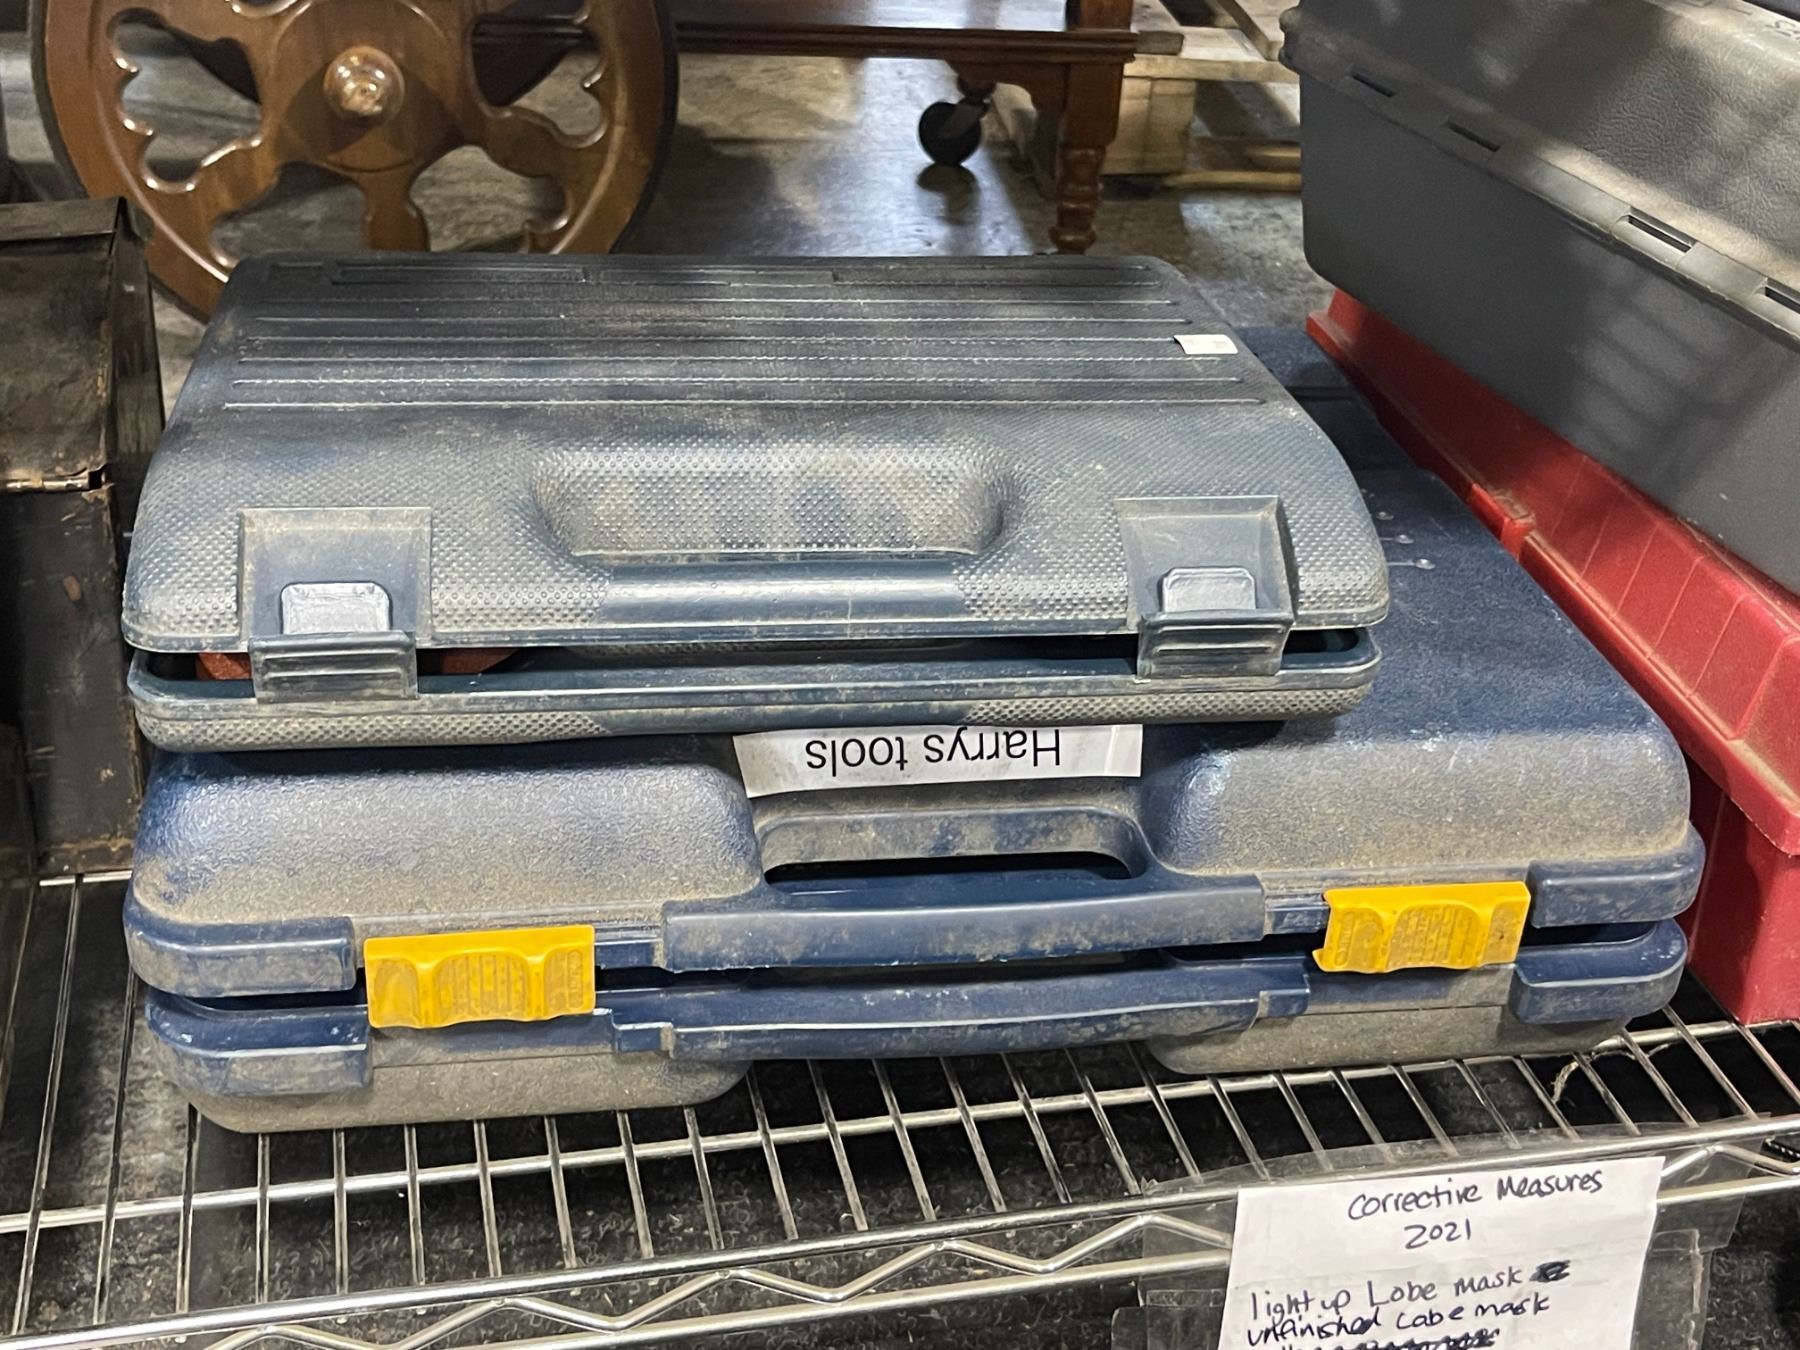 Harrys tools
Corrective Measures
2021
light up Lobe mask
unfinished Lobe mask